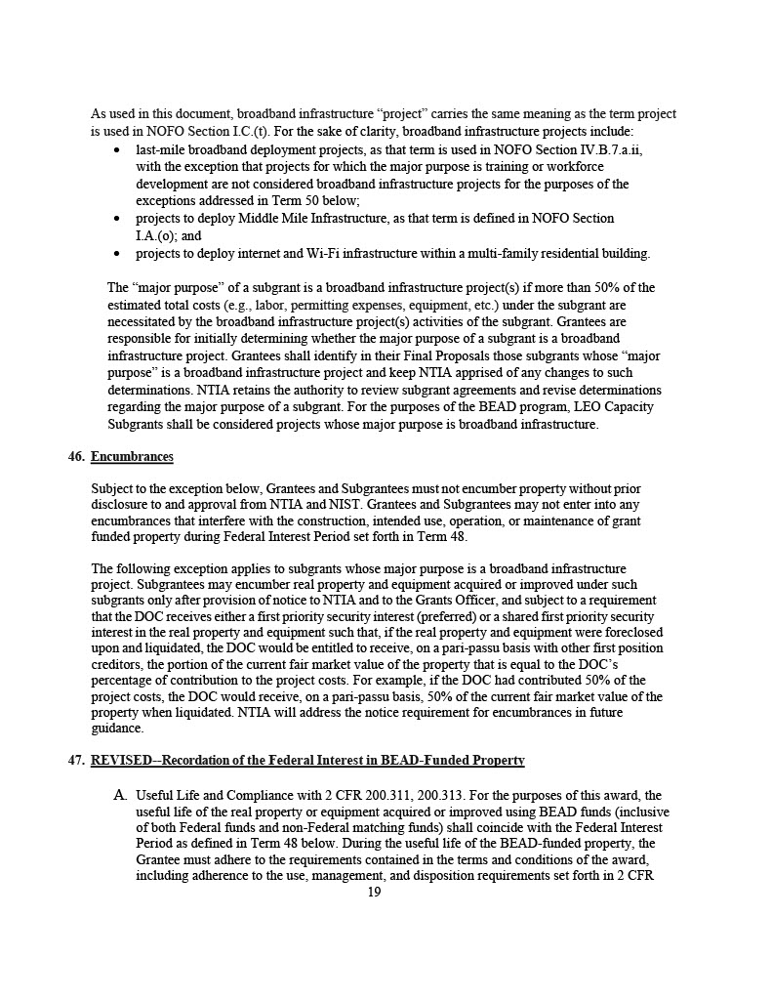 As used in this document, broadband infrastructure “project” carries the same meaning as the term project
is used in NOFO Section I.C.(t). For the sake of clarity, broadband infrastructure projects include:
• last-mile broadband deployment projects, as that term is used in NOFO Section IV.B.7.a.ii,
with the exception that projects for which the major purpose is training or workforce
development are not considered broadband infrastructure projects for the purposes of the
exceptions addressed in Term 50 below;
• projects to deploy Middle Mile Infrastructure, as that term is defined in NOFO Section
I.A.(o); and
• projects to deploy internet and Wi-Fi infrastructure within a multi-family residential building.
The “major purpose” of a subgrant is a broadband infrastructure project(s) if more than 50% of the
estimated total costs (e.g., labor, permitting expenses, equipment, etc.) under the subgrant are
necessitated by the broadband infrastructure project(s) activities of the subgrant. Grantees are
responsible for initially determining whether the major purpose of a subgrant is a broadband
infrastructure project. Grantees shall identify in their Final Proposals those subgrants whose “major
purpose” is a broadband infrastructure project and keep NTIA apprised of any changes to such
determinations. NTIA retains the authority to review subgrant agreements and revise determinations
regarding the major purpose of a subgrant. For the purposes of the BEAD program, LEO Capacity
Subgrants shall be considered projects whose major purpose is broadband infrastructure.
46. Encumbrances
Subject to the exception below, Grantees and Subgrantees must not encumber property without prior
disclosure to and approval from NTIA and NIST. Grantees and Subgrantees may not enter into any
encumbrances that interfere with the construction, intended use, operation, or maintenance of grant
funded property during Federal Interest Period set forth in Term 48.
The following exception applies to subgrants whose major purpose is a broadband infrastructure
project. Subgrantees may encumber real property and equipment acquired or improved under such
subgrants only after provision of notice to NTIA and to the Grants Officer, and subject to a requirement
that the DOC receives either a first priority security interest (preferred) or a shared first priority security
interest in the real property and equipment such that, if the real property and equipment were foreclosed
upon and liquidated, the DOC would be entitled to receive, on a pari-passu basis with other first position
creditors, the portion of the current fair market value of the property that is equal to the DOC’s
percentage of contribution to the project costs. For example, if the DOC had contributed 50% of the
project costs, the DOC would receive, on a pari-passu basis, 50% of the current fair market value of the
property when liquidated. NTIA will address the notice requirement for encumbrances in future
guidance.
47. REVISED--Recordation of the Federal Interest in BEAD-Funded Property
A. Useful Life and Compliance with 2 CFR 200.311, 200.313. For the purposes of this award, the
useful life of the real property or equipment acquired or improved using BEAD funds (inclusive
of both Federal funds and non-Federal matching funds) shall coincide with the Federal Interest
Period as defined in Term 48 below. During the useful life of the BEAD-funded property, the
Grantee must adhere to the requirements contained in the terms and conditions of the award,
including adherence to the use, management, and disposition requirements set forth in 2 CFR
19